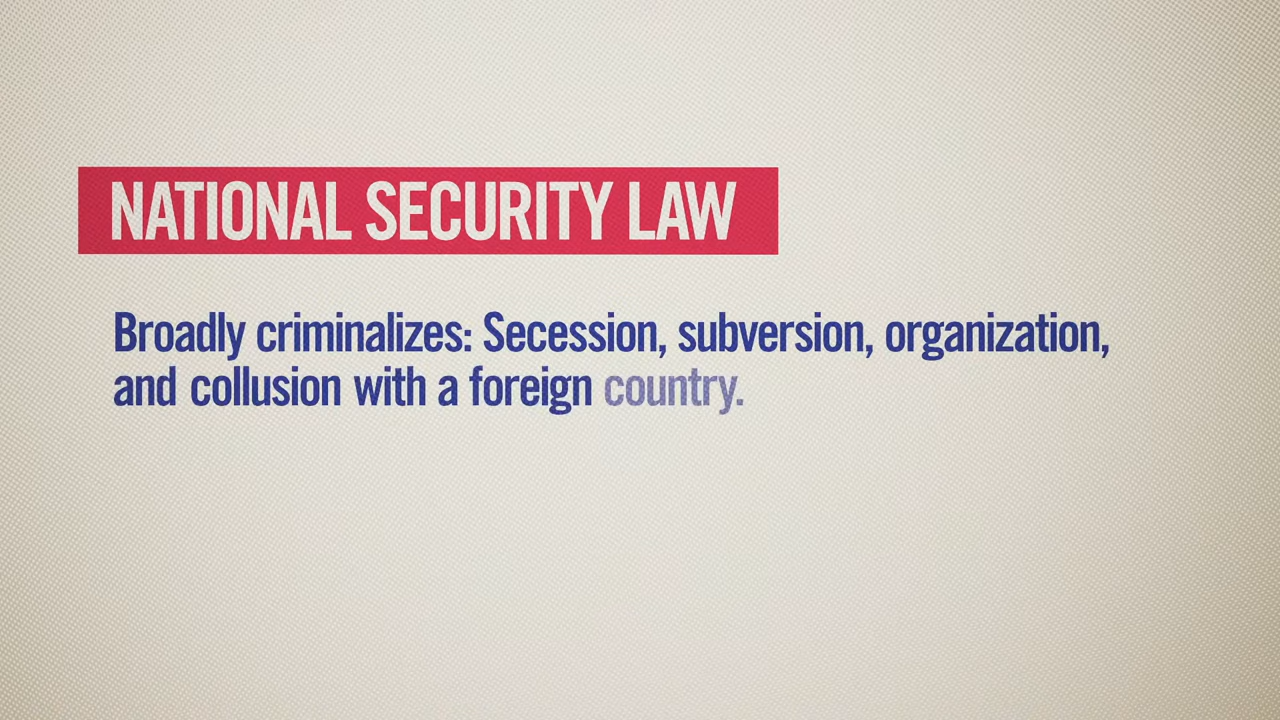 NATIONAL SECURITY LAW
Broadly criminalizes: Secession, subversion, organization,
and collusion with a foreign country.